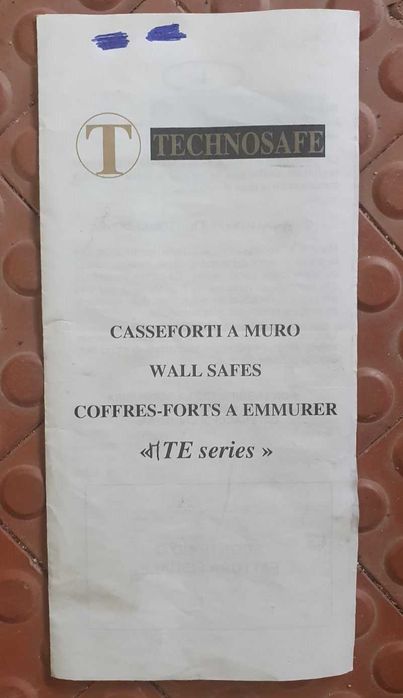 T TECHNOSAFE
CASSEFORTI A MURO
WALL SAFES
COFFRES-FORTS A EMMURER
« TE series »